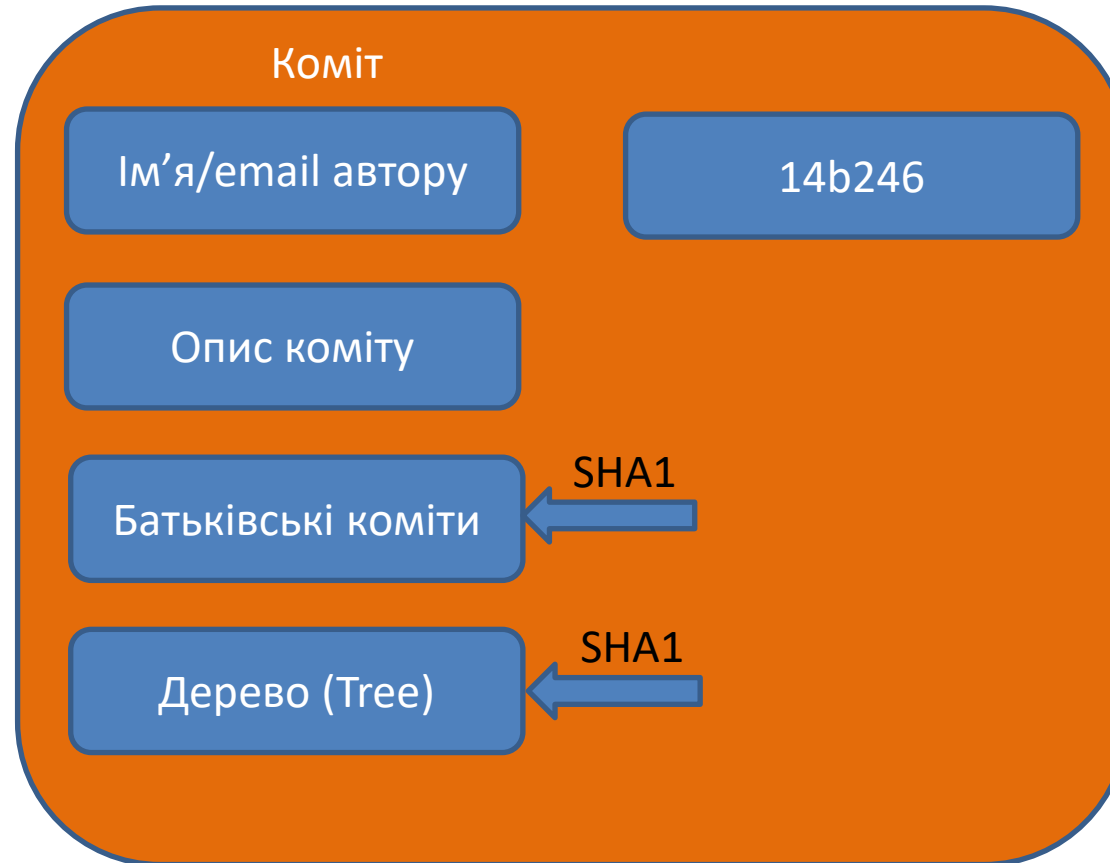 Коміт
Ім’я/email автору
14b246
Опис коміту
SHA1
Батьківські коміти
SHA1
Дерево (Tree)